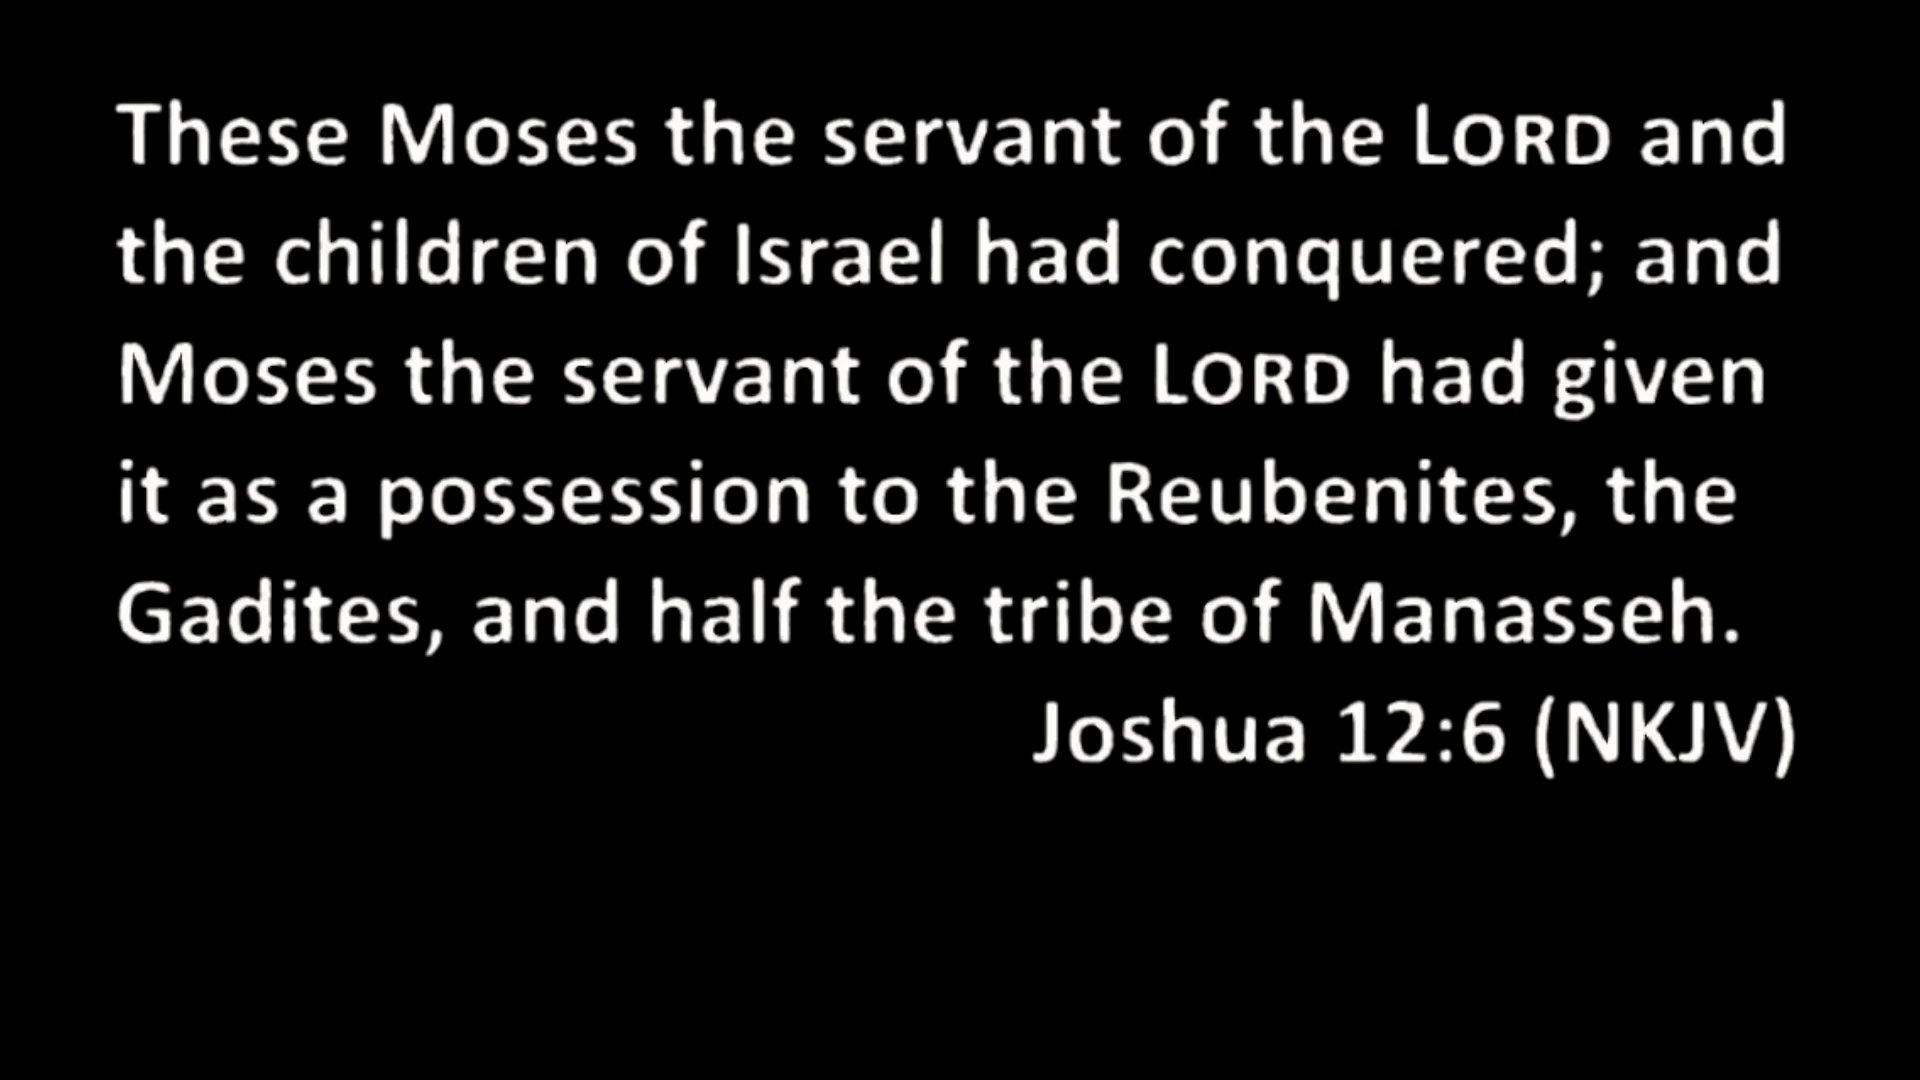 These Moses the servant of the LORD and
the children of Israel had conquered; and
Moses the servant of the LORD had given
it as a possession to the Reubenites, the
Gadites, and half the tribe of Manasseh.
Joshua 12:6 (NKJV)